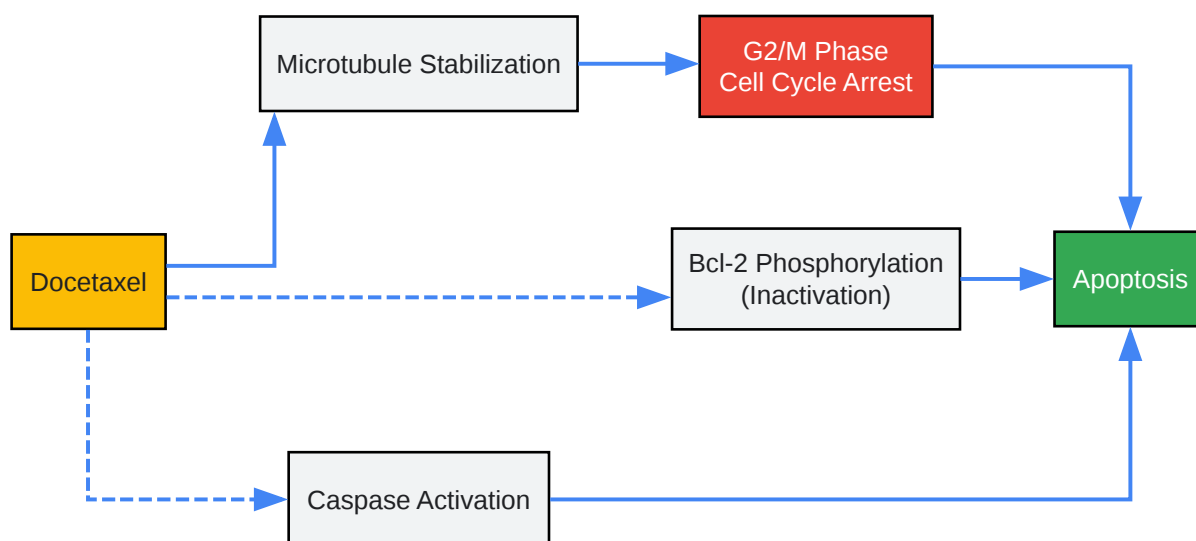 Microtubule Stabilization
G2/M Phase
Cell Cycle Arrest
Docetaxel
Bcl-2 Phosphorylation
(Inactivation)
Apoptosis
Caspase Activation